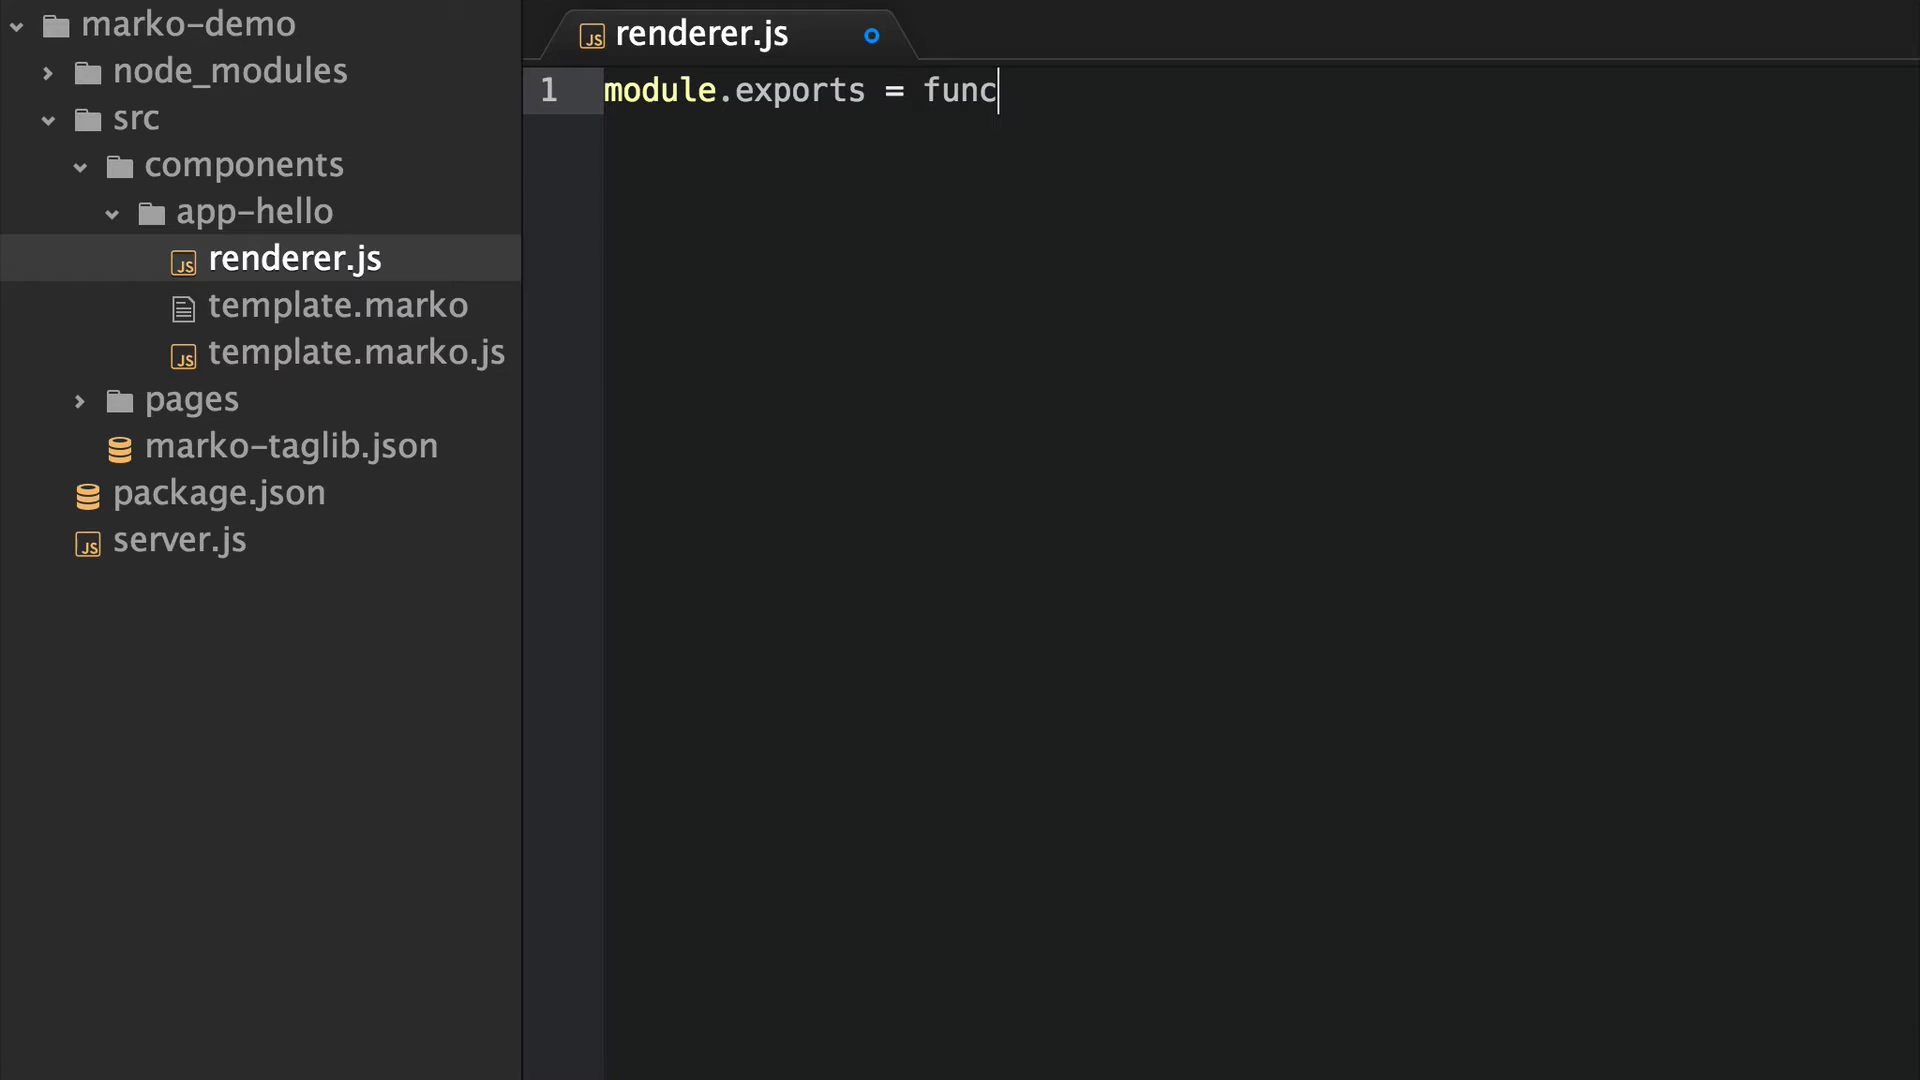 marko-demo
node_modules
src
components
app-hello
renderer.js
template.marko
template.marko.js
pages
marko-taglib.json
package.json
server.js
JS renderer.js
1 module.exports = func